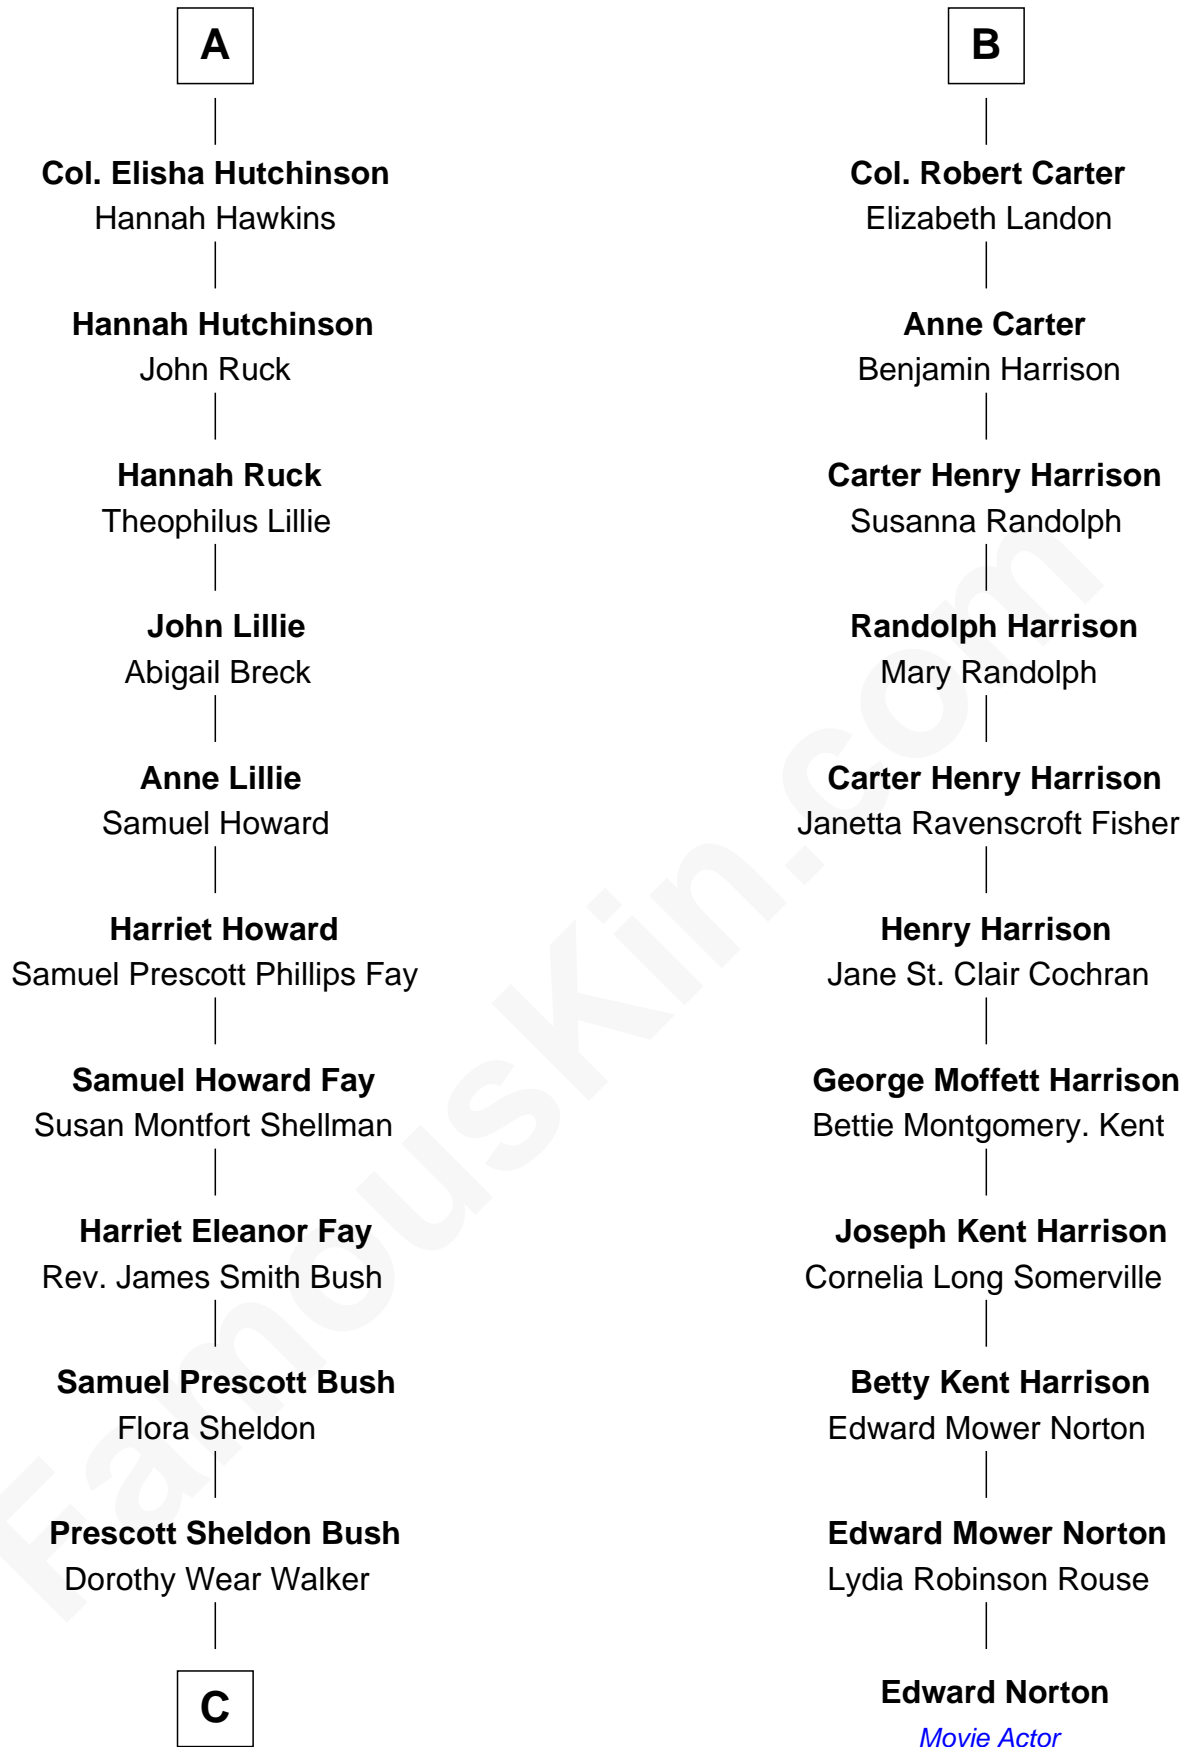 A
Col. Elisha Hutchinson
Hannah Hawkins
Hannah Hutchinson
John Ruck
Hannah Ruck
Theophilus Lillie
John Lillie
Abigail Breck
Anne Lillie
Samuel Howard
Harriet Howard
Samuel Prescott Phillips Fay
Samuel Howard Fay
Susan Montfort Shellman
Harriet Eleanor Fay
Rev. James Smith Bush
Samuel Prescott Bush
Flora Sheldon
Prescott Sheldon Bush
Dorothy Wear Walker
C
B
Col. Robert Carter
Elizabeth Landon
Anne Carter
Benjamin Harrison
Carter Henry Harrison
Susanna Randolph
Randolph Harrison
Mary Randolph
Carter Henry Harrison
Janetta Ravenscroft Fisher
Henry Harrison
Jane St. Clair Cochran
George Moffett Harrison
Bettie Montgomery. Kent
Joseph Kent Harrison
Cornelia Long Somerville
Betty Kent Harrison
Edward Mower Norton
Edward Mower Norton
Lydia Robinson Rouse
Edward Norton
Movie Actor
FamousKin.com